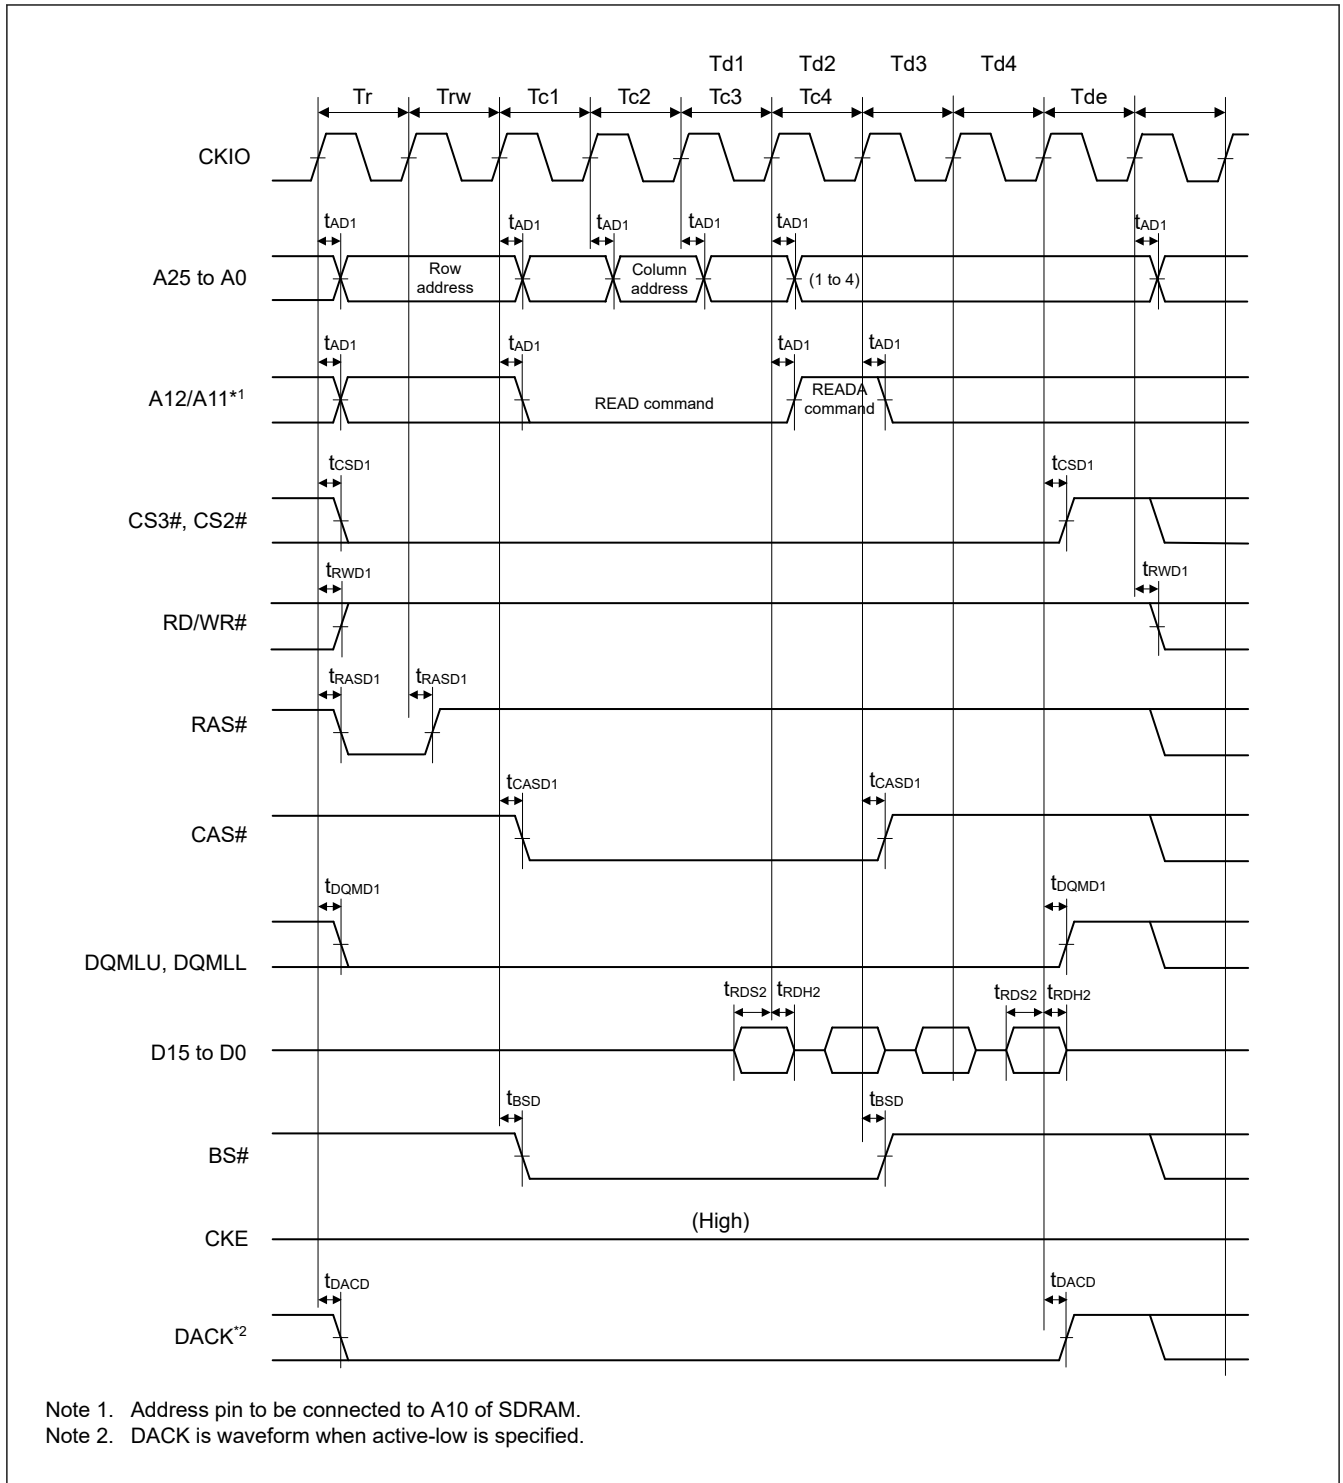 Td1 Td2 Td3 Td4
Tr Trw Tc1 Tc2 Tc3 Tc4 Tde
CKIO
tAD1 tAD1 tAD1 tAD1 tAD1 tAD1
A25 to A0
Row address
Column address
(1 to 4)
tAD1 tAD1 tAD1 tAD1
A12/A11*1
READ command
READA command
tCSD1 tCSD1
CS3#, CS2#
tRWD1 tRWD1
RD/WR#
tRASD1 tRASD1
RAS#
tCASD1 tCASD1
CAS#
tDQMD1 tDQMD1
DQMLU, DQMLL
tRDS2 tRDH2 tRDS2 tRDH2
D15 to D0
tBSD tBSD
BS#
(High)
CKE
tDACD tDACD
DACK*2
Note 1. Address pin to be connected to A10 of SDRAM.
Note 2. DACK is waveform when active-low is specified.